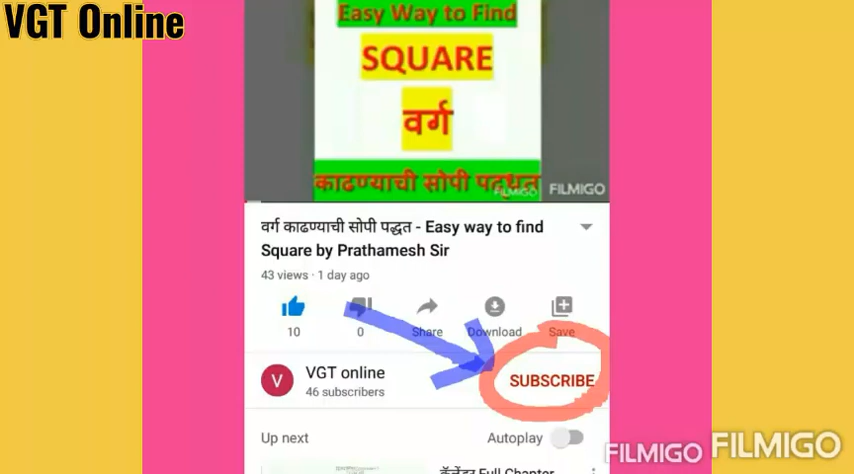 VGT Online
Easy Way to Find
SQUARE
वर्ग
काढण्याची सोपी पद्धत
FILMIGO FILMIGO
वर्ग काढण्याची सोपी पद्धत - Easy way to find
Square by Prathamesh Sir
43 views · 1 day ago
10 0 Share Download Save
V VGT online SUBSCRIBE
46 subscribers
Up next Autoplay
FILMIGO FILMIGO
कॅलेंडर Full Chapter